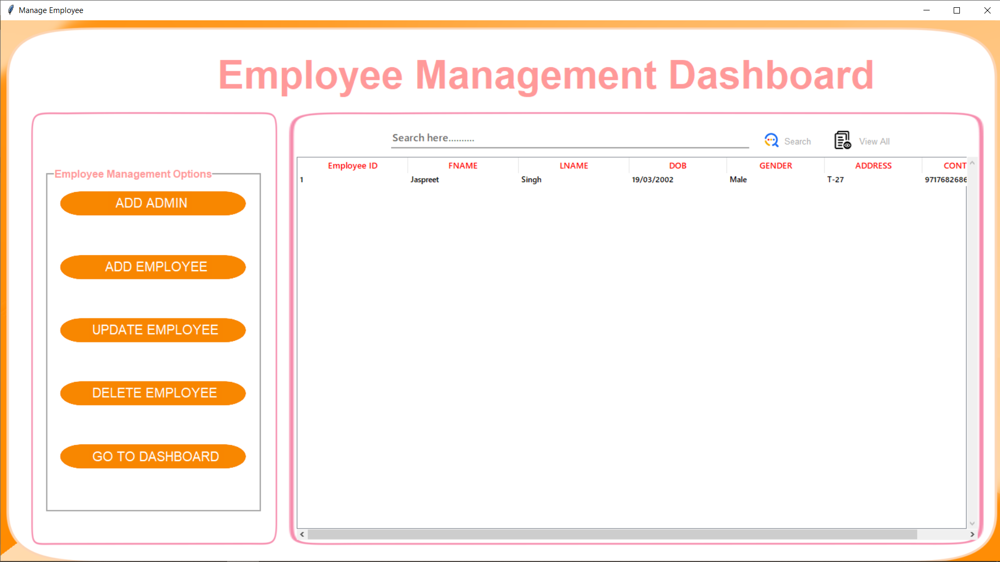 Manage Employee
Employee Management Dashboard
Search here..........
Search
View All
Employee Management Options
ADD ADMIN
ADD EMPLOYEE
UPDATE EMPLOYEE
DELETE EMPLOYEE
GO TO DASHBOARD
Employee ID FNAME LNAME DOB GENDER ADDRESS CONT
1 Jaspreet Singh 19/03/2002 Male T-27 9717682686